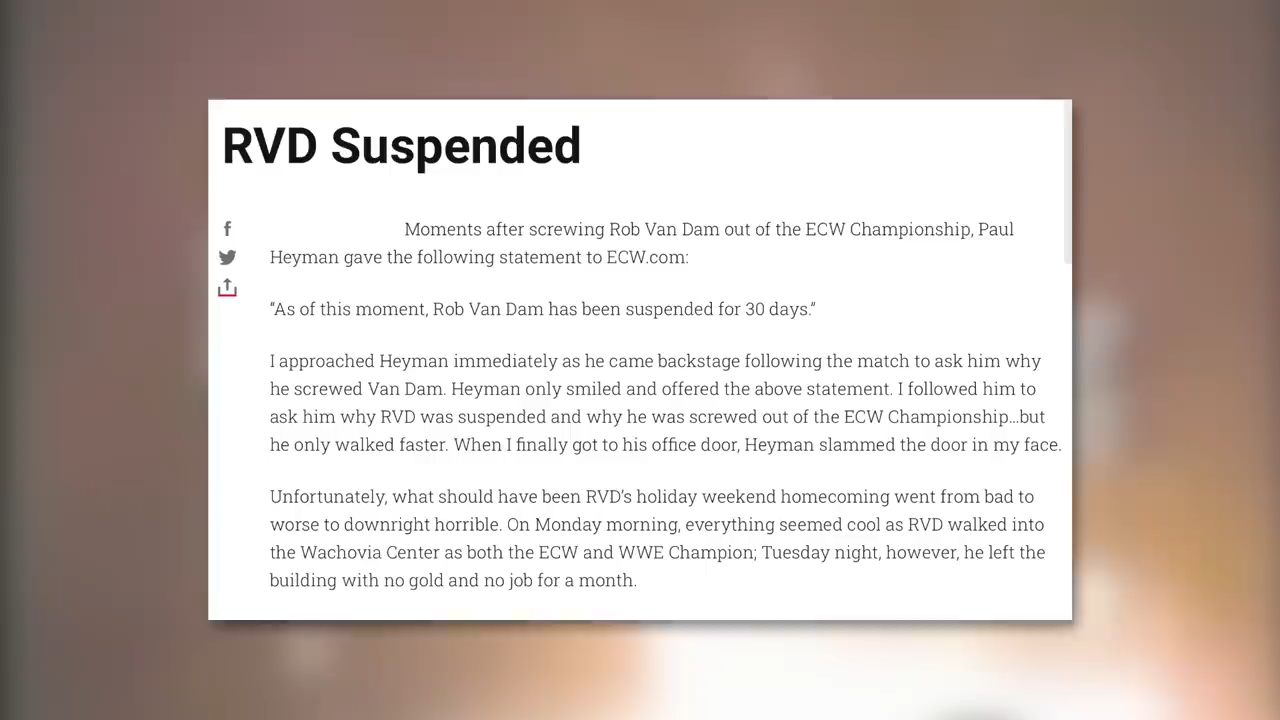 RVD Suspended
Moments after screwing Rob Van Dam out of the ECW Championship, Paul
Heyman gave the following statement to ECW.com:
“As of this moment, Rob Van Dam has been suspended for 30 days.”
I approached Heyman immediately as he came backstage following the match to ask him why
he screwed Van Dam. Heyman only smiled and offered the above statement. I followed him to
ask him why RVD was suspended and why he was screwed out of the ECW Championship…but
he only walked faster. When I finally got to his office door, Heyman slammed the door in my face.
Unfortunately, what should have been RVD’s holiday weekend homecoming went from bad to
worse to downright horrible. On Monday morning, everything seemed cool as RVD walked into
the Wachovia Center as both the ECW and WWE Champion; Tuesday night, however, he left the
building with no gold and no job for a month.